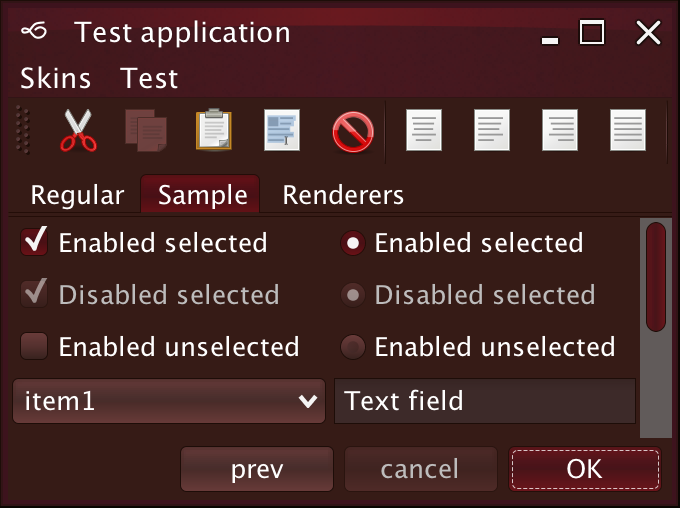 Test application
Skins Test
Regular Sample Renderers
Enabled selected Enabled selected
Disabled selected Disabled selected
Enabled unselected Enabled unselected
item1 Text field
prev cancel OK